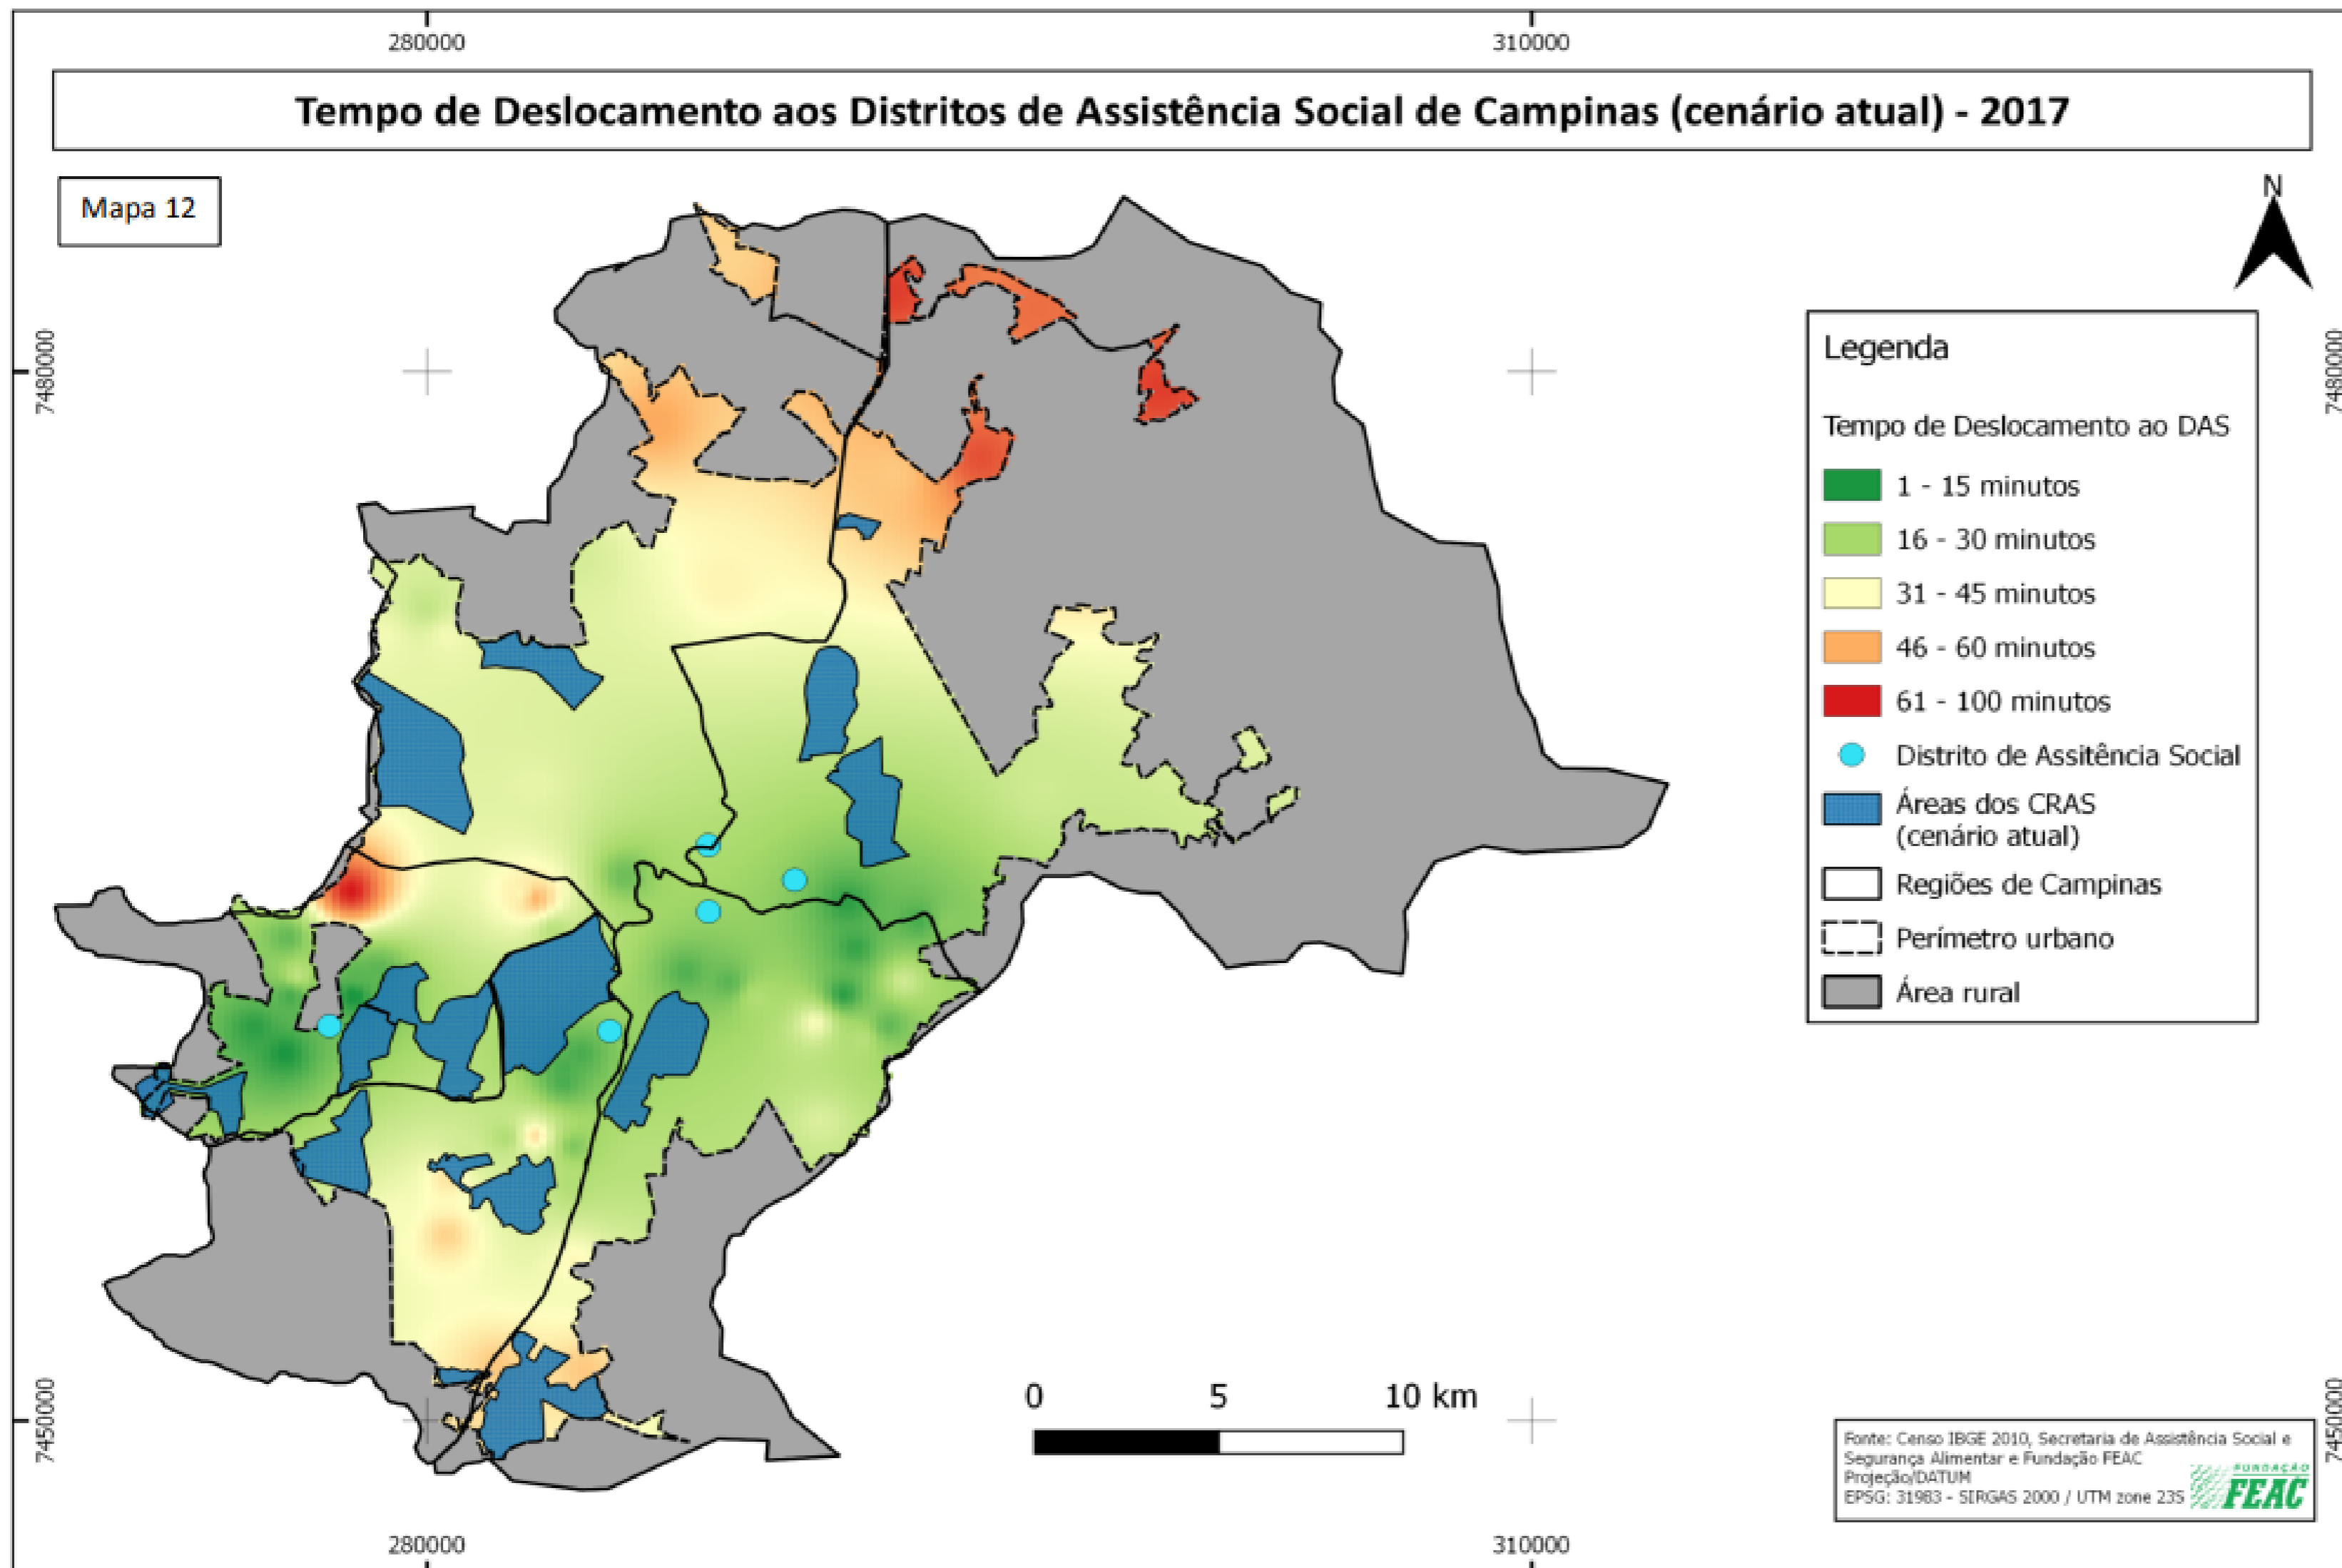 280000
310000
Tempo de Deslocamento aos Distritos de Assistência Social de Campinas (cenário atual) - 2017
Mapa 12
N
7480000
7480000
Legenda
Tempo de Deslocamento ao DAS
1 - 15 minutos
16 - 30 minutos
31 - 45 minutos
46 - 60 minutos
61 - 100 minutos
Distrito de Assitência Social
Áreas dos CRAS
(cenário atual)
Regiões de Campinas
Perímetro urbano
Área rural
0 5 10 km
7450000
7450000
Fonte: Censo IBGE 2010, Secretaria de Assistência Social e
Segurança Alimentar e Fundação FEAC
Projeção/DATUM
EPSG: 31983 - SIRGAS 2000 / UTM zone 23S
FUNDAÇÃO
FEAC
280000
310000